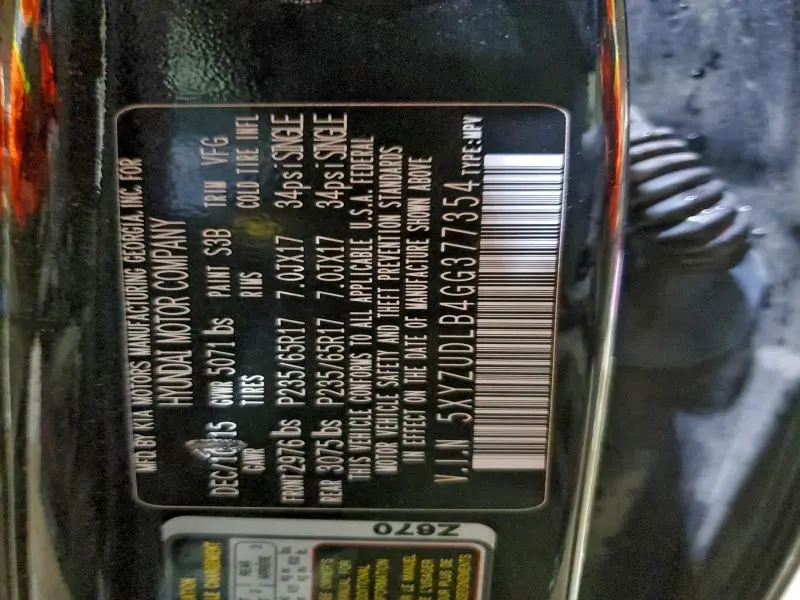 MFD.BY KIA MOTORS MANUFACTURING GEORGIA, INC. FOR
HYUNDAI MOTOR COMPANY
GVWR 5071 lbs PAINT S3B TRIM VFG
GAWR TIRES RIMS COLD TIRE INFL
FRONT 2976 lbs P235/65R17 7.0JX17 34psi SINGLE
REAR 3075 lbs P235/65R17 7.0JX17 34psi SINGLE
THIS VEHICLE CONFORMS TO ALL APPLICABLE U.S.A. FEDERAL
MOTOR VEHICLE SAFETY AND THEFT PREVENTION STANDARDS
IN EFFECT ON THE DATE OF MANUFACTURE SHOWN ABOVE
V.I.N 5XYZUDLB4GG377354 TYPE:MPV
Z670
REAR
ARRIÈRE